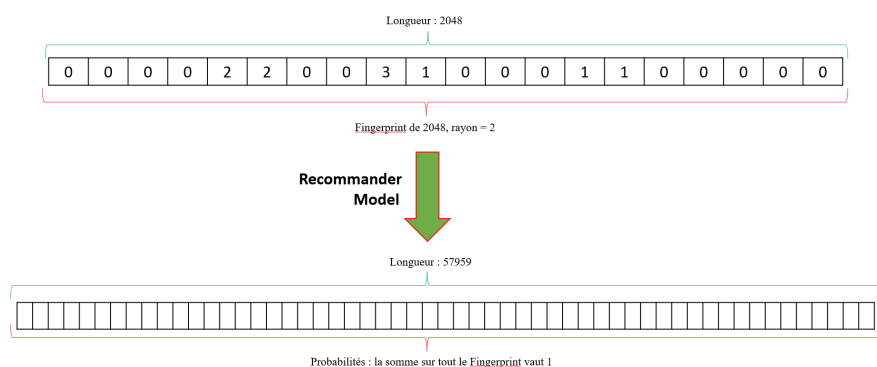 Longueur : 2048
0 0 0 0 2 2 0 0 3 1 0 0 0 1 1 0 0 0 0 0
Fingerprint de 2048, rayon = 2
Recommander
Model
Longueur : 57959
Probabilités : la somme sur tout le Fingerprint vaut 1